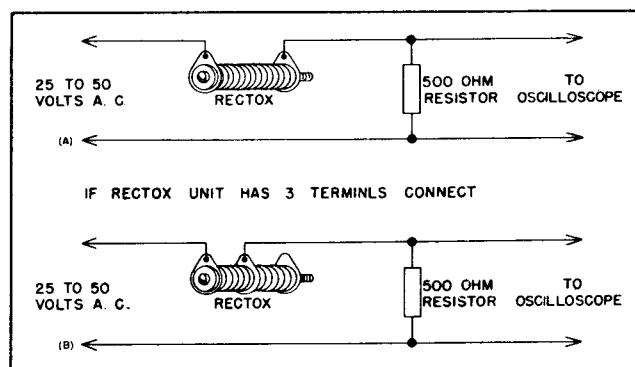 25 TO 50
VOLTS A. C.
RECTOX
500 OHM
RESISTOR
TO
OSCILLOSCOPE
(A)
IF RECTOX UNIT HAS 3 TERMINLS CONNECT
25 TO 50
VOLTS A. C.
RECTOX
500 OHM
RESISTOR
TO
OSCILLOSCOPE
(B)